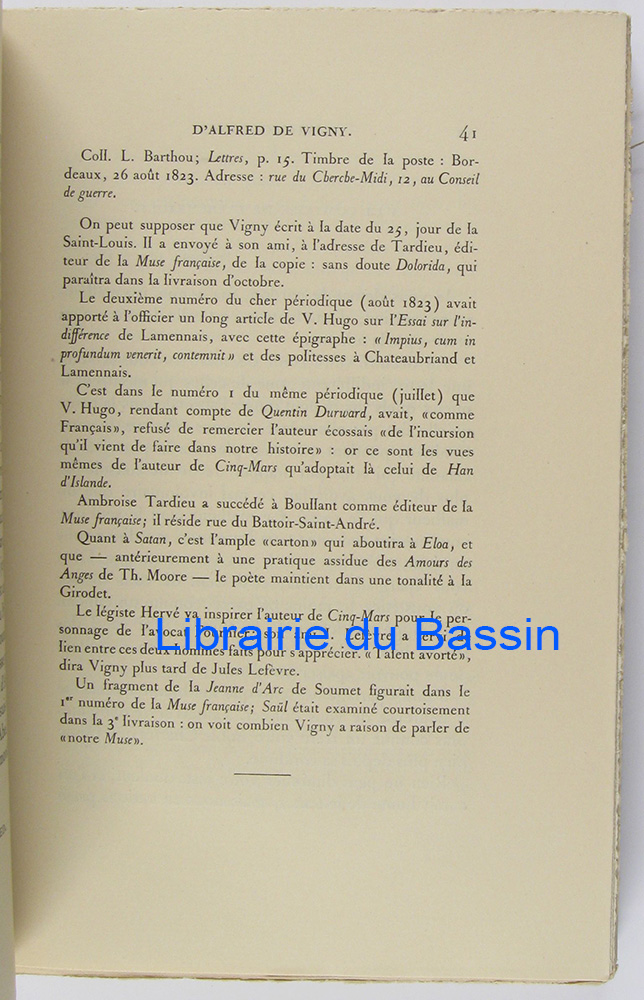 D'ALFRED DE VIGNY. 41
Coll. L. Barthou; Lettres, p. 15. Timbre de la poste : Bor-
deaux, 26 août 1823. Adresse : rue du Cherche-Midi, 12, au Conseil
de guerre.
On peut supposer que Vigny écrit à la date du 25, jour de la
Saint-Louis. Il a envoyé à son ami, à l'adresse de Tardieu, édi-
teur de la Muse française, de la copie : sans doute Dolorida, qui
paraîtra dans la livraison d'octobre.
Le deuxième numéro du cher périodique (août 1823) avait
apporté à l'officier un long article de V. Hugo sur l'Essai sur l'in-
différence de Lamennais, avec cette épigraphe : « Impius, cum in
profundum venerit, contemnit » et des politesses à Chateaubriand et
Lamennais.
C'est dans le numéro 1 du même périodique (juillet) que
V. Hugo, rendant compte de Quentin Durward, avait, «comme
Français», refusé de remercier l'auteur écossais «de l'incursion
qu'il vient de faire dans notre histoire» : or ce sont les vues
mêmes de l'auteur de Cinq-Mars qu'adoptait là celui de Han
d'Islande.
Ambroise Tardieu a succédé à Boullant comme éditeur de la
Muse française; il réside rue du Battoir-Saint-André.
Quant à Satan, c'est l'ample «carton» qui aboutira à Eloa, et
que — antérieurement à une pratique assidue des Amours des
Anges de Th. Moore — le poète maintient dans une tonalité à la
Girodet.
Le légiste Hervé va inspirer l'auteur de Cinq-Mars pour le per-
sonnage de l'avocat Fournier; son ami J. Lefèvre a
Librairie du Bassin
lien entre ces deux hommes faits pour s'apprécier. « Talent avorté»,
dira Vigny plus tard de Jules Lefèvre.
Un fragment de la Jeanne d'Arc de Soumet figurait dans le
1er numéro de la Muse française; Saül était examiné courtoisement
dans la 3e livraison : on voit combien Vigny a raison de parler de
«notre Muse».